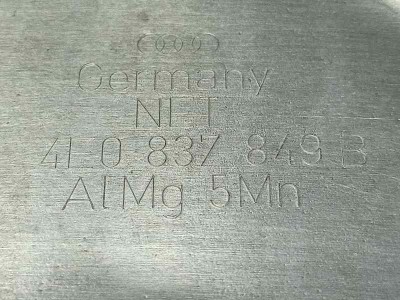 Germany
NFT
4L0 837 849 B
AlMg 5Mn